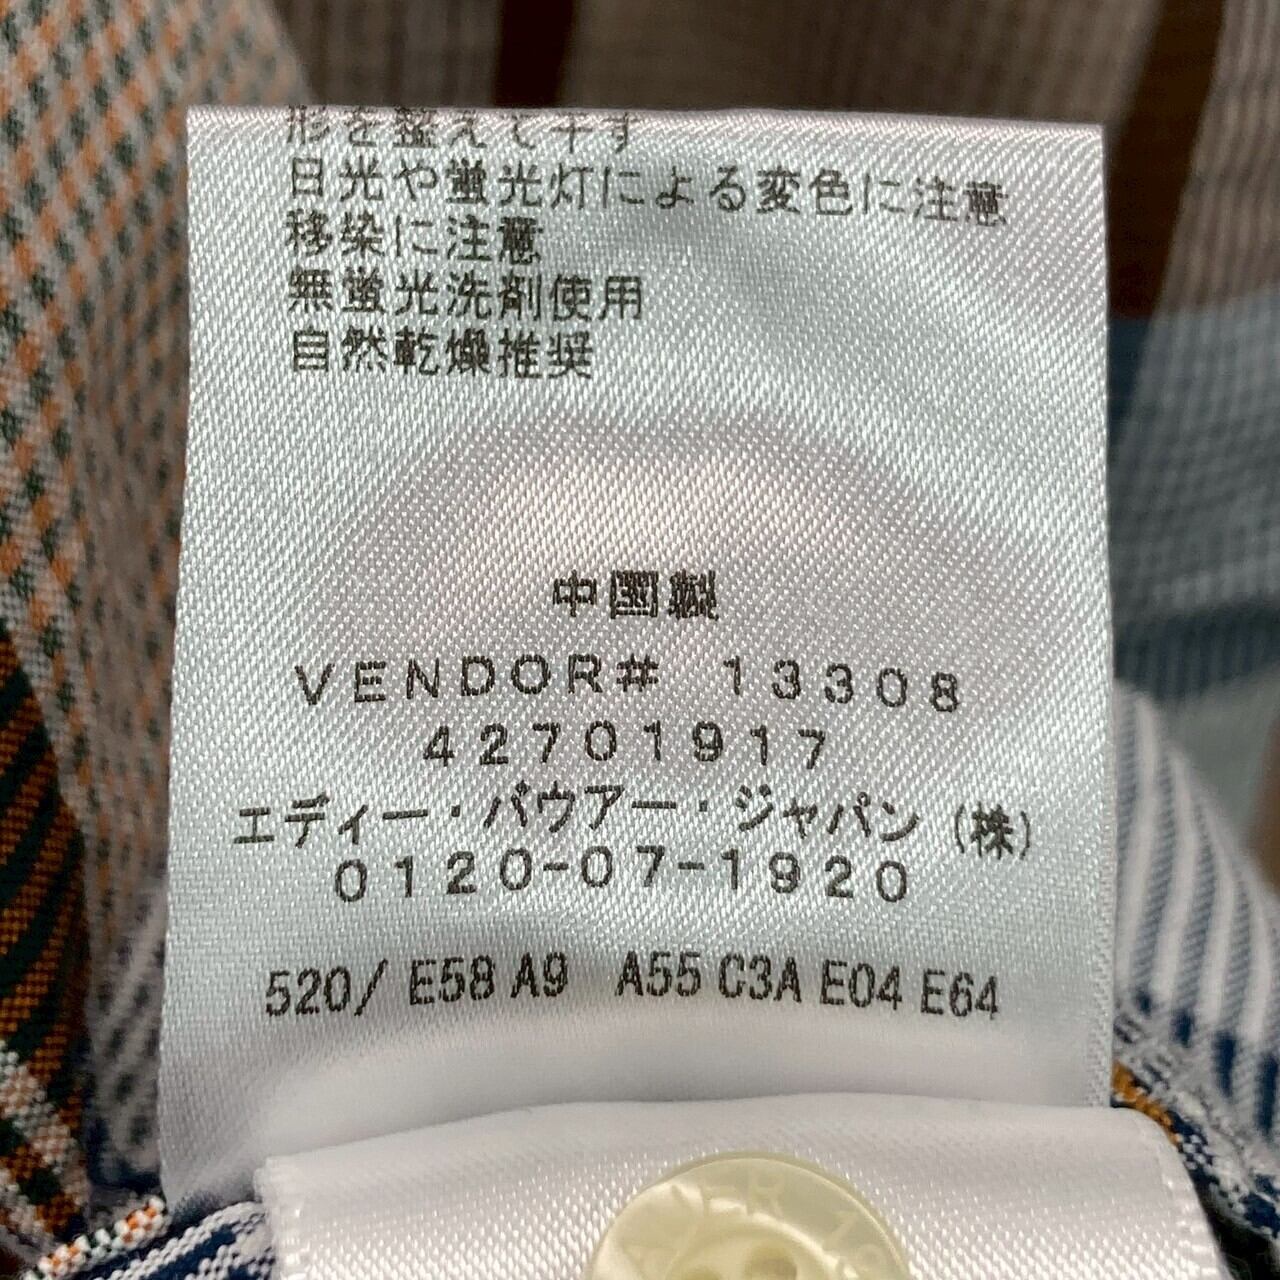 形を整えて干す
日光や蛍光灯による変色に注意
移染に注意
無蛍光洗剤使用
自然乾燥推奨
中国製
VENDOR# 13308
42701917
エディー・バウアー・ジャパン(株)
0120-07-1920
520/ E58 A9 A55 C3A E04 E64